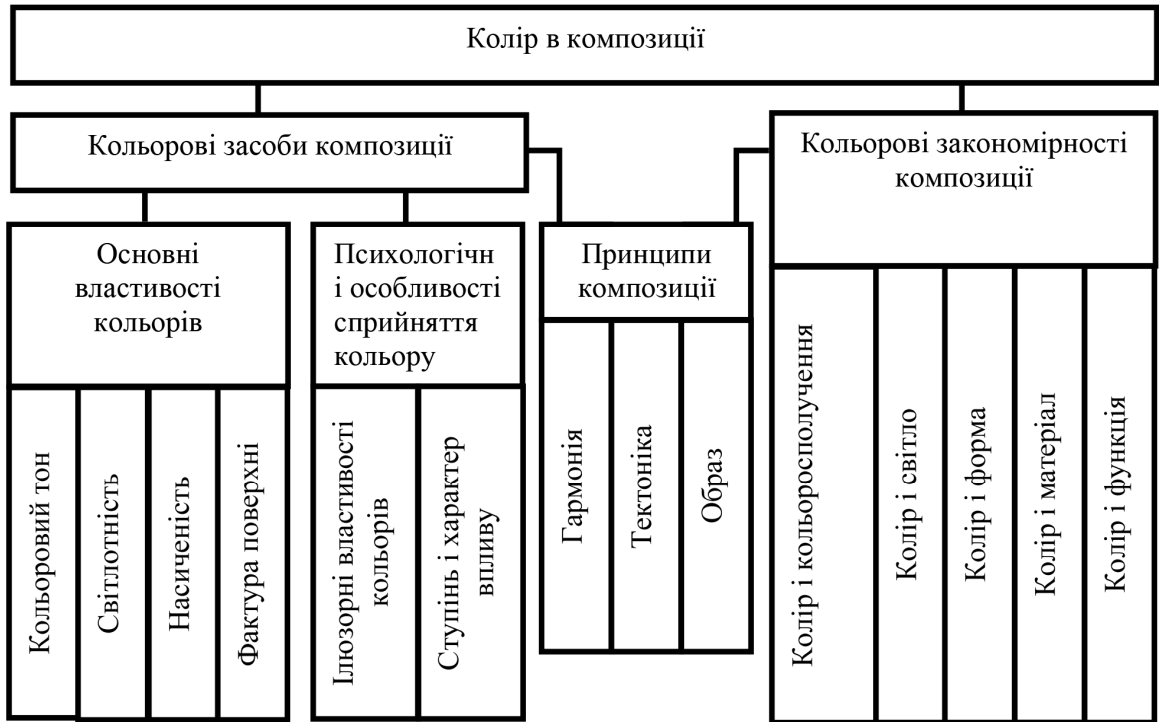 Колір в композиції
Кольорові засоби композиції
Кольорові закономірності
композиції
Основні
властивості
кольорів
Психологічн
і особливості
сприйняття
кольору
Принципи
композиції
Кольоровий тон
Світлотність
Насиченість
Фактура поверхні
Ілюзорні властивості
кольорів
Ступінь і характер
впливу
Гармонія
Тектоніка
Образ
Колір і кольоросполучення
Колір і світло
Колір і форма
Колір і матеріал
Колір і функція